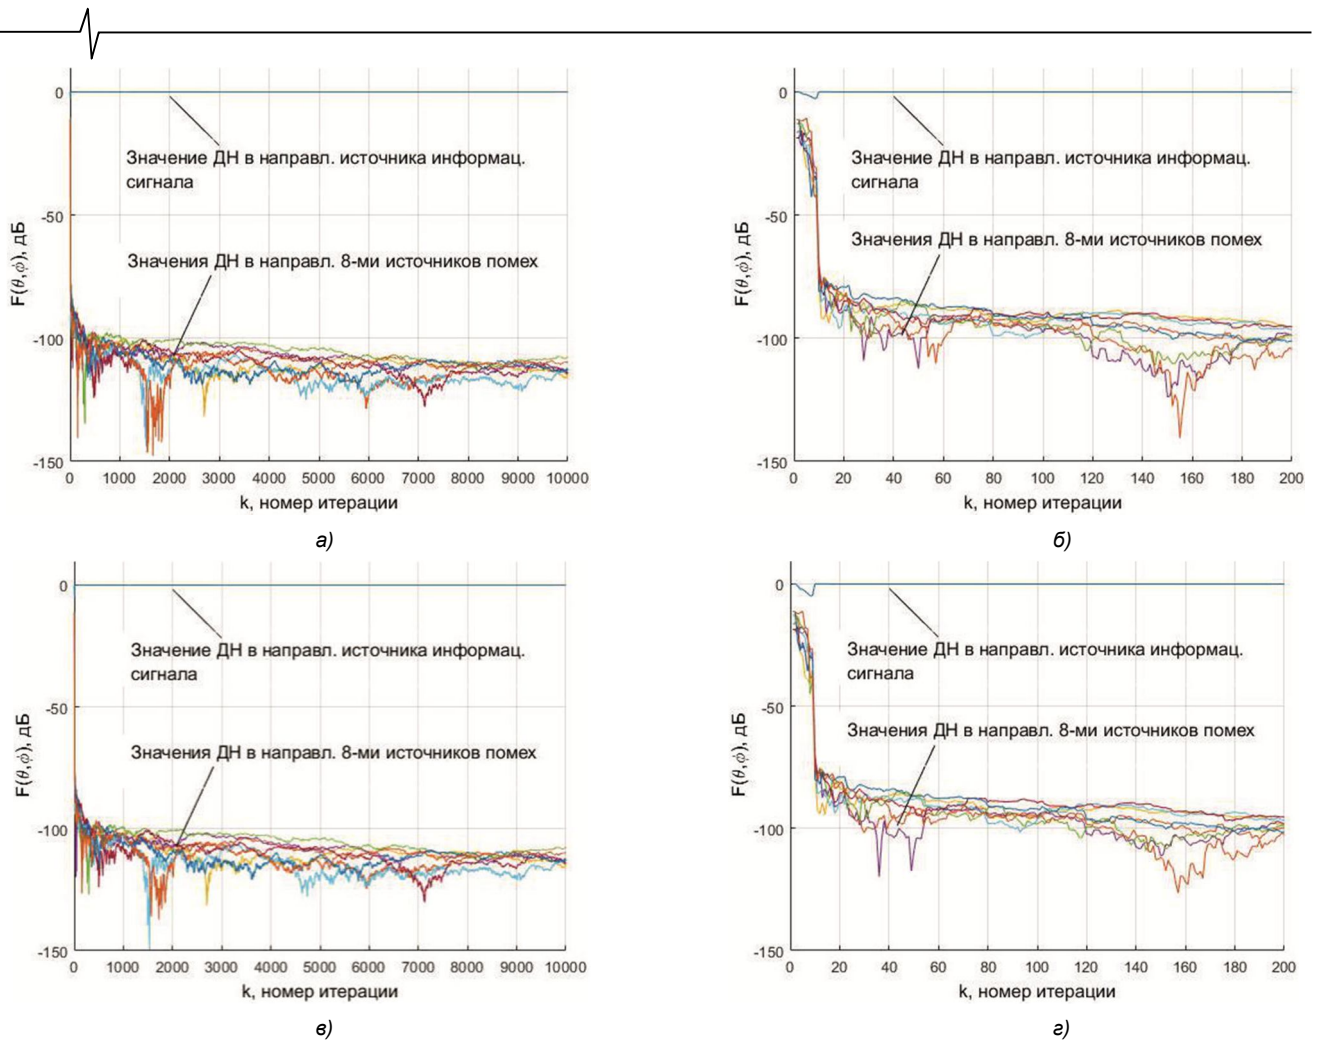 0
-50
-100
-150
F(θ,ϕ), дБ
Значение ДН в направл. источника информац.
сигнала
Значения ДН в направл. 8-ми источников помех
0 1000 2000 3000 4000 5000 6000 7000 8000 9000 10000
k, номер итерации
а)
0
-50
-100
-150
F(θ,ϕ), дБ
Значение ДН в направл. источника информац.
сигнала
Значения ДН в направл. 8-ми источников помех
0 20 40 60 80 100 120 140 160 180 200
k, номер итерации
б)
0
-50
-100
-150
F(θ,ϕ), дБ
Значение ДН в направл. источника информац.
сигнала
Значения ДН в направл. 8-ми источников помех
0 1000 2000 3000 4000 5000 6000 7000 8000 9000 10000
k, номер итерации
в)
0
-50
-100
-150
F(θ,ϕ), дБ
Значение ДН в направл. источника информац.
сигнала
Значения ДН в направл. 8-ми источников помех
0 20 40 60 80 100 120 140 160 180 200
k, номер итерации
г)